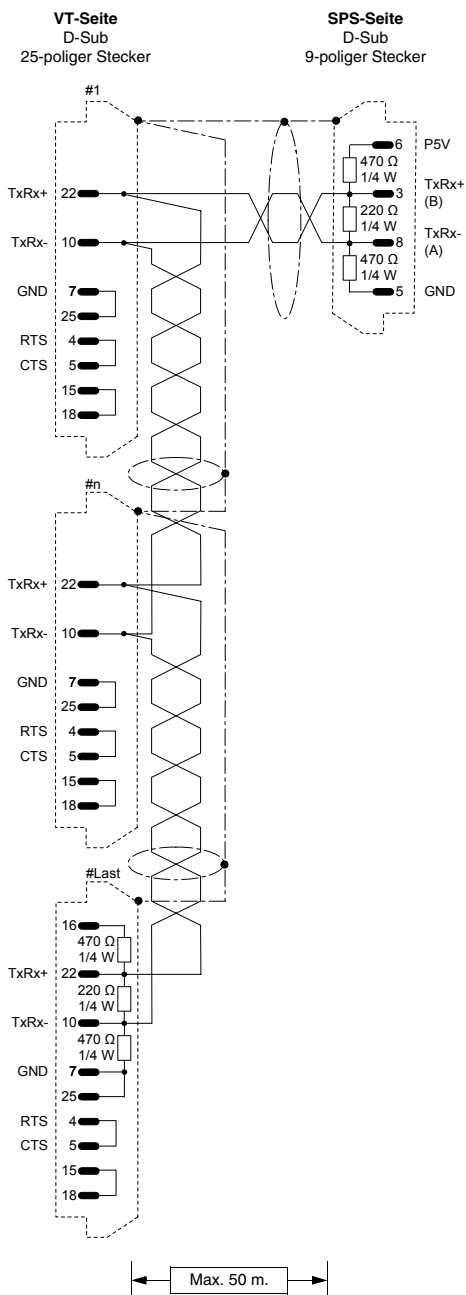 VT-Seite
D-Sub
25-poliger Stecker
SPS-Seite
D-Sub
9-poliger Stecker
#1
TxRx+ 22
TxRx- 10
GND 7
25
RTS 4
CTS 5
15
18
6 P5V
470 Ω
1/4 W
3 TxRx+
(B)
220 Ω
1/4 W
8 TxRx-
(A)
470 Ω
1/4 W
5 GND
#n
TxRx+ 22
TxRx- 10
GND 7
25
RTS 4
CTS 5
15
18
#Last
16
470 Ω
1/4 W
TxRx+ 22
220 Ω
1/4 W
TxRx- 10
470 Ω
1/4 W
GND 7
25
RTS 4
CTS 5
15
18
Max. 50 m.